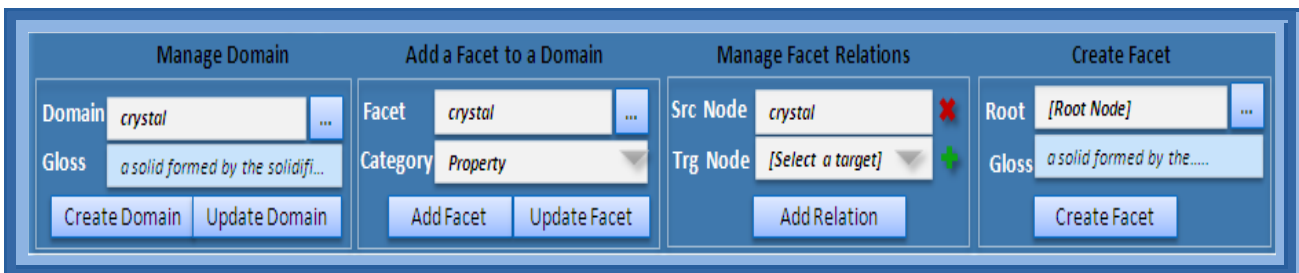 Manage Domain
Add a Facet to a Domain
Manage Facet Relations
Create Facet
Domain crystal ...
Gloss a solid formed by the solidifi...
Create Domain Update Domain
Facet crystal ...
Category Property
Add Facet Update Facet
Src Node crystal
Trg Node [Select a target]
Add Relation
Root [Root Node] ...
Gloss a solid formed by the.....
Create Facet